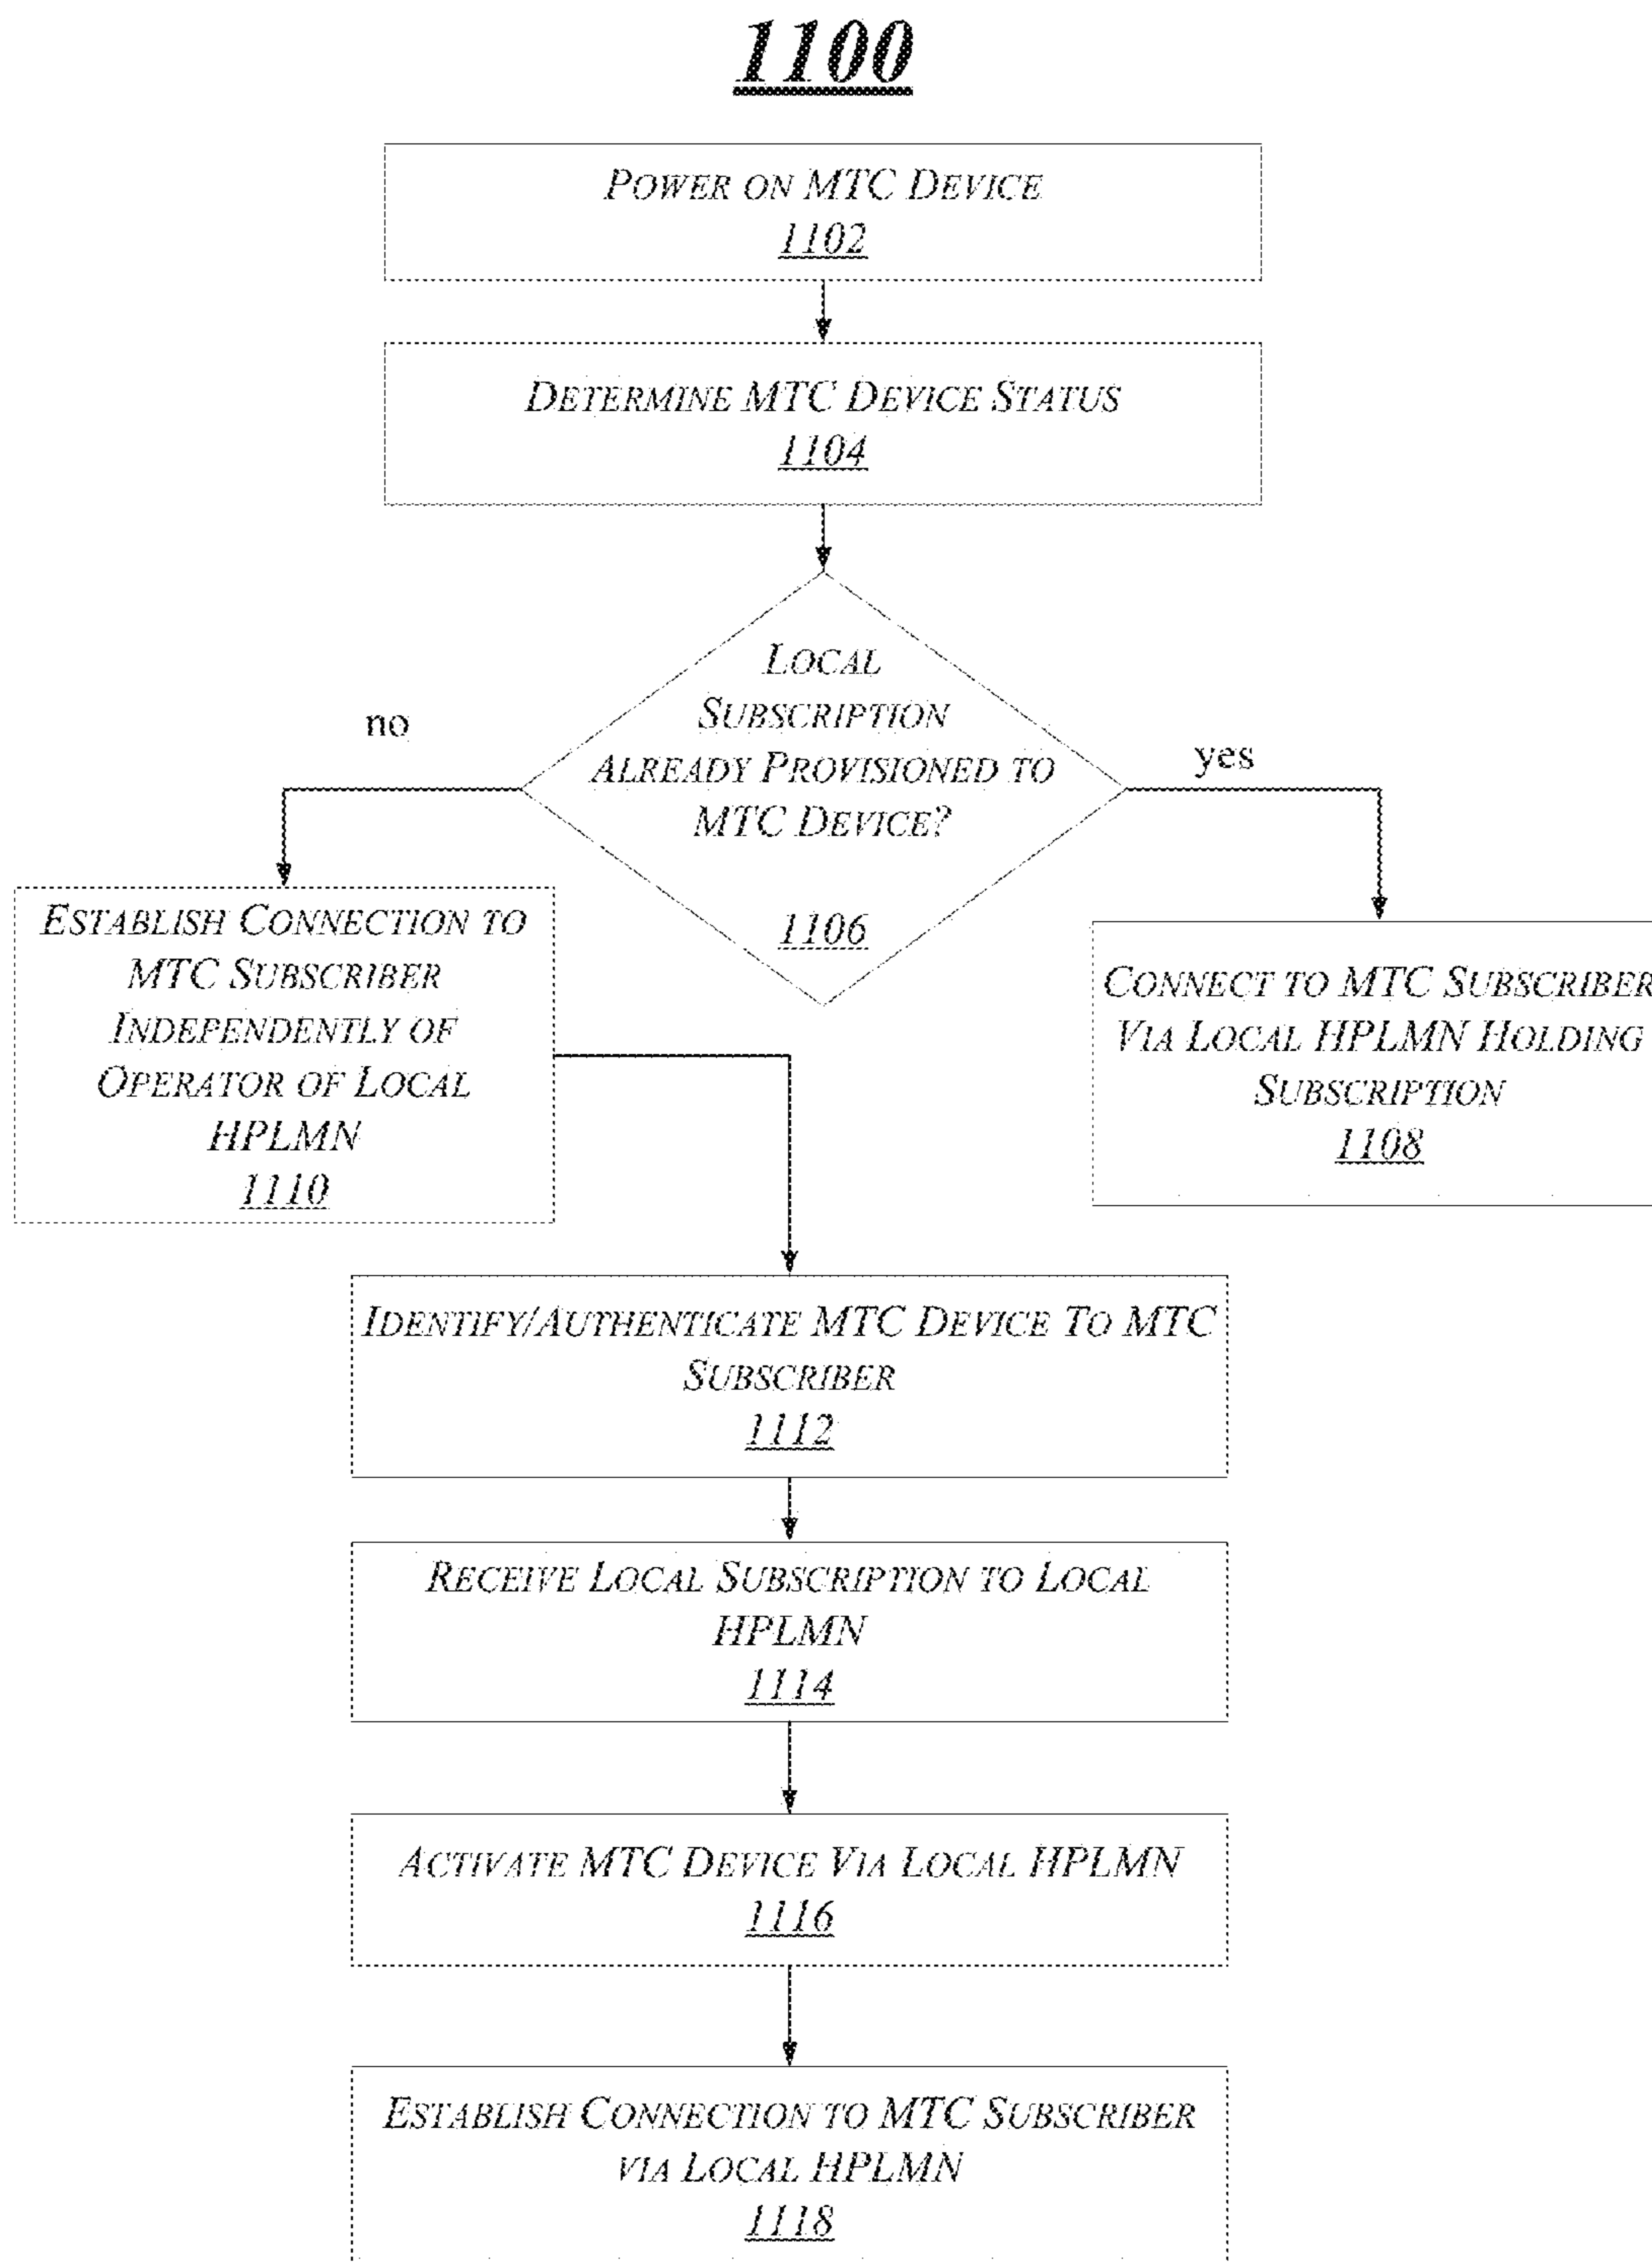 1100
POWER ON MTC DEVICE
1102
DETERMINE MTC DEVICE STATUS
1104
LOCAL
SUBSCRIPTION
ALREADY PROVISIONED TO
MTC DEVICE?
1106
no
yes
ESTABLISH CONNECTION TO
MTC SUBSCRIBER
INDEPENDENTLY OF
OPERATOR OF LOCAL
HPLMN
1110
CONNECT TO MTC SUBSCRIBER
VIA LOCAL HPLMN HOLDING
SUBSCRIPTION
1108
IDENTIFY/AUTHENTICATE MTC DEVICE TO MTC
SUBSCRIBER
1112
RECEIVE LOCAL SUBSCRIPTION TO LOCAL
HPLMN
1114
ACTIVATE MTC DEVICE VIA LOCAL HPLMN
1116
ESTABLISH CONNECTION TO MTC SUBSCRIBER
VIA LOCAL HPLMN
1118